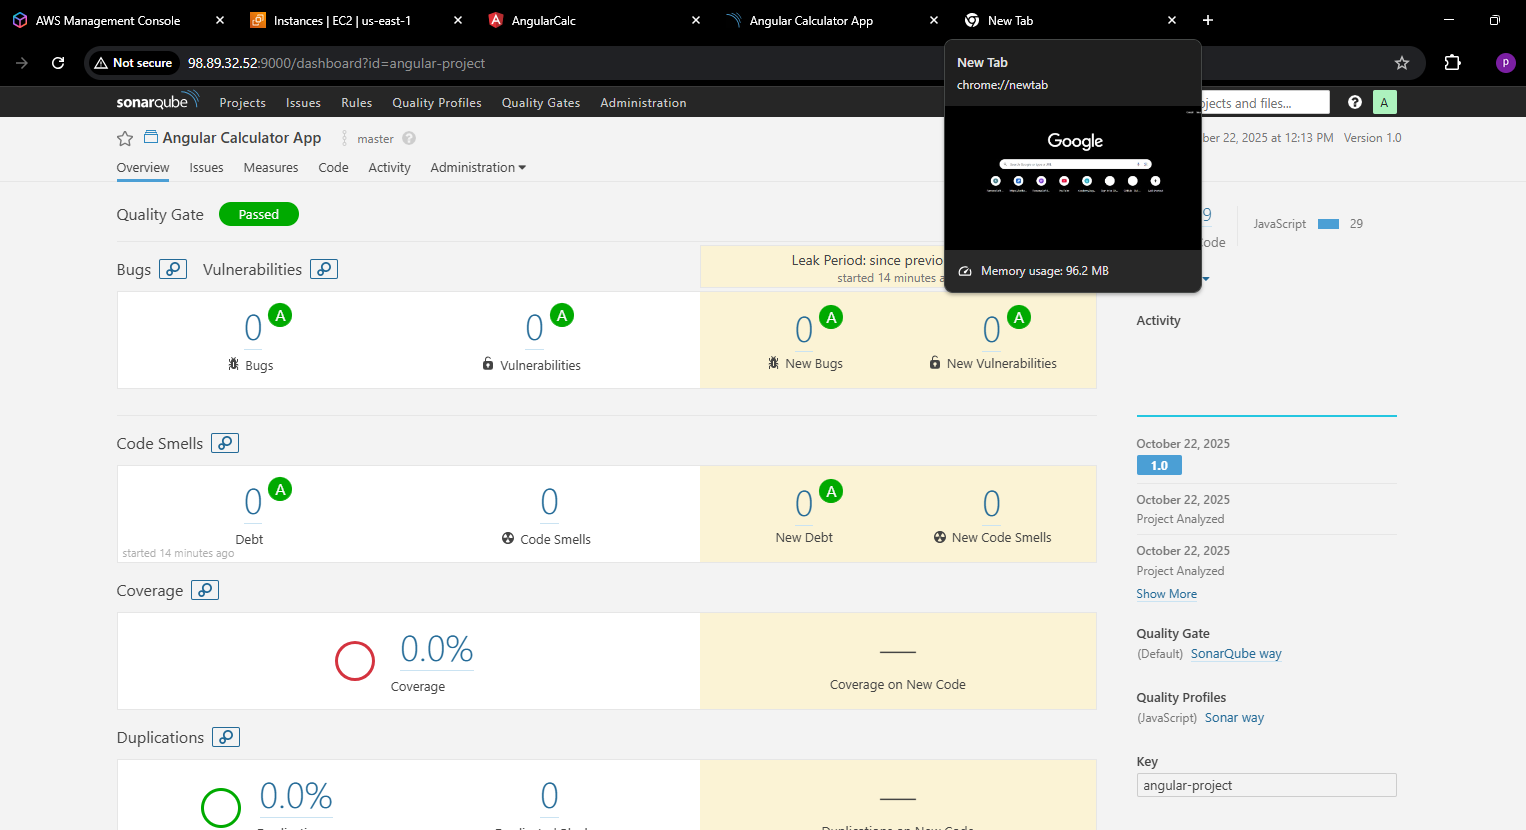 AWS Management Console
Instances | EC2 | us-east-1
AngularCalc
Angular Calculator App
New Tab
Not secure
98.89.32.52:9000/dashboard?id=angular-project
P
New Tab
chrome://newtab
Google
Memory usage: 96.2 MB
sonarqube
Projects
Issues
Rules
Quality Profiles
Quality Gates
Administration
jects and files...
?
A
Angular Calculator App
master
?
ber 22, 2025 at 12:13 PM
Version 1.0
Overview
Issues
Measures
Code
Activity
Administration
Quality Gate
Passed
9
ode
JavaScript
29
Bugs
Vulnerabilities
Leak Period: since previo
started 14 minutes a
0 A
Bugs
0 A
Vulnerabilities
0 A
New Bugs
0 A
New Vulnerabilities
Code Smells
0 A
Debt
started 14 minutes ago
0
Code Smells
0 A
New Debt
0
New Code Smells
Coverage
0.0%
Coverage
Coverage on New Code
Duplications
0.0%
0
Activity
October 22, 2025
1.0
October 22, 2025
Project Analyzed
October 22, 2025
Project Analyzed
Show More
Quality Gate
(Default) SonarQube way
Quality Profiles
(JavaScript) Sonar way
Key
angular-project